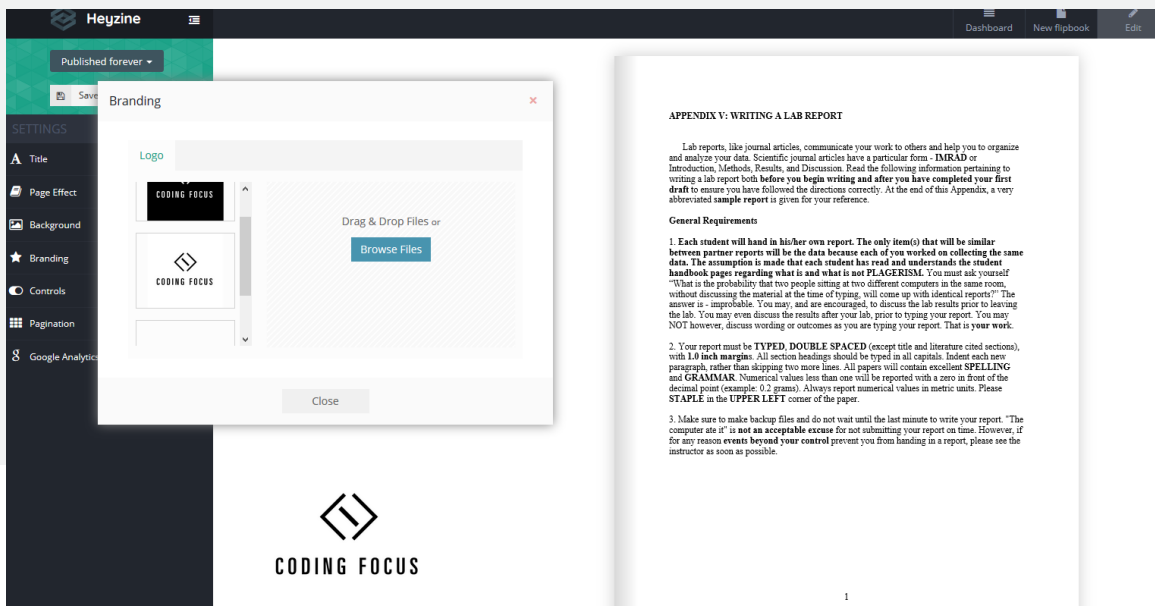 Heyzine
Dashboard
New flipbook
Edit
Published forever
Save
SETTINGS
Title
Page Effect
Background
Branding
Controls
Pagination
Google Analytics
Branding
×
Logo
CODING FOCUS
CODING FOCUS
Drag & Drop Files or
Browse Files
Close
CODING FOCUS
APPENDIX V: WRITING A LAB REPORT
Lab reports, like journal articles, communicate your work to others and help you to organize
and analyze your data. Scientific journal articles have a particular form - IMRAD or
Introduction, Methods, Results, and Discussion. Read the following information pertaining to
writing a lab report both before you begin writing and after you have completed your first
draft to ensure you have followed the directions correctly. At the end of this Appendix, a very
abbreviated sample report is given for your reference.
General Requirements
1. Each student will hand in his/her own report. The only item(s) that will be similar
between partner reports will be the data because each of you worked on collecting the same
data. The assumption is made that each student has read and understands the student
handbook pages regarding what is and what is not PLAGERISM. You must ask yourself
“What is the probability that two people sitting at two different computers in the same room,
without discussing the material at the time of typing, will come up with identical reports?” The
answer is - improbable. You may, and are encouraged, to discuss the lab results prior to leaving
the lab. You may even discuss the results after your lab, prior to typing your report. You may
NOT however, discuss wording or outcomes as you are typing your report. That is your work.
2. Your report must be TYPED, DOUBLE SPACED (except title and literature cited sections),
with 1.0 inch margins. All section headings should be typed in all capitals. Indent each new
paragraph, rather than skipping two more lines. All papers will contain excellent SPELLING
and GRAMMAR. Numerical values less than one will be reported with a zero in front of the
decimal point (example: 0.2 grams). Always report numerical values in metric units. Please
STAPLE in the UPPER LEFT corner of the paper.
3. Make sure to make backup files and do not wait until the last minute to write your report. "The
computer ate it" is not an acceptable excuse for not submitting your report on time. However, if
for any reason events beyond your control prevent you from handing in a report, please see the
instructor as soon as possible.
1